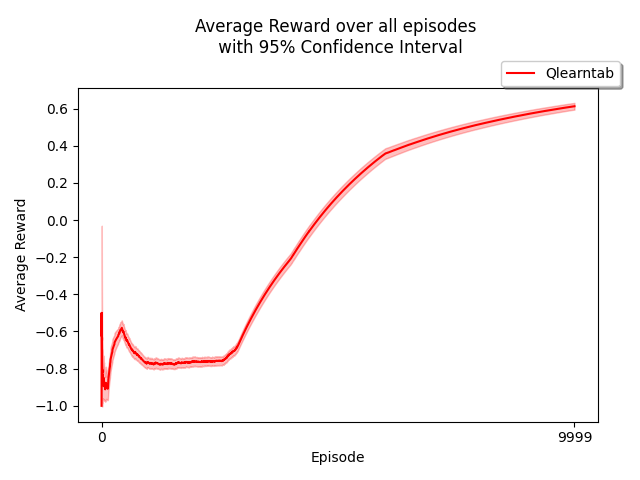 Average Reward over all episodes
with 95% Confidence Interval
Qlearntab
0.6
0.4
0.2
0.0
−0.2
−0.4
−0.6
−0.8
−1.0
Average Reward
0
9999
Episode